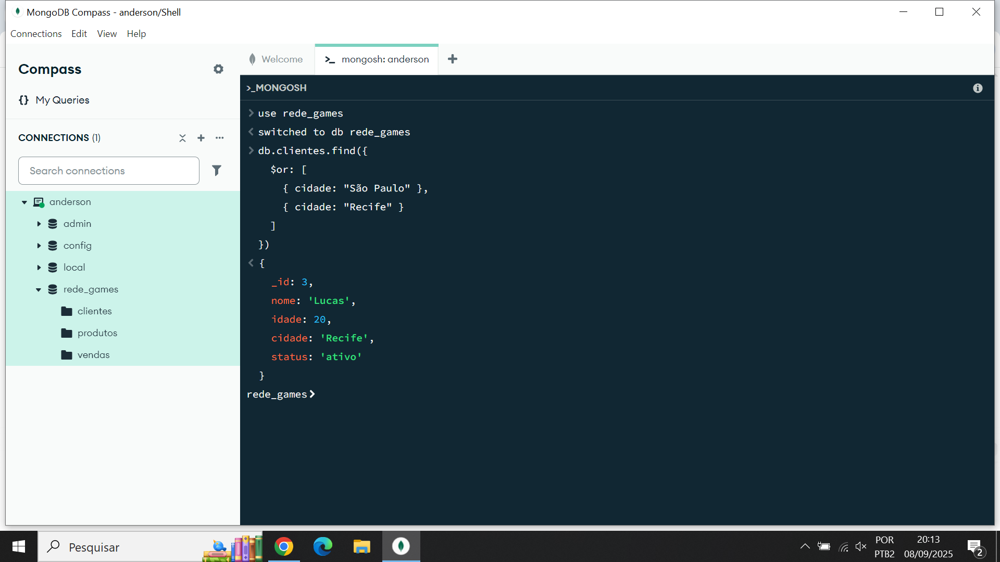 MongoDB Compass - anderson/Shell
Connections Edit View Help
Compass
{} My Queries
CONNECTIONS (1)
Search connections
anderson
admin
config
local
rede_games
clientes
produtos
vendas
Welcome
>_ mongosh: anderson
>_MONGOSH
> use rede_games
< switched to db rede_games
> db.clientes.find({
$or: [
{ cidade: "São Paulo" },
{ cidade: "Recife" }
]
})
< {
_id: 3,
nome: 'Lucas',
idade: 20,
cidade: 'Recife',
status: 'ativo'
}
rede_games>
Pesquisar
POR
PTB2
20:13
08/09/2025
2